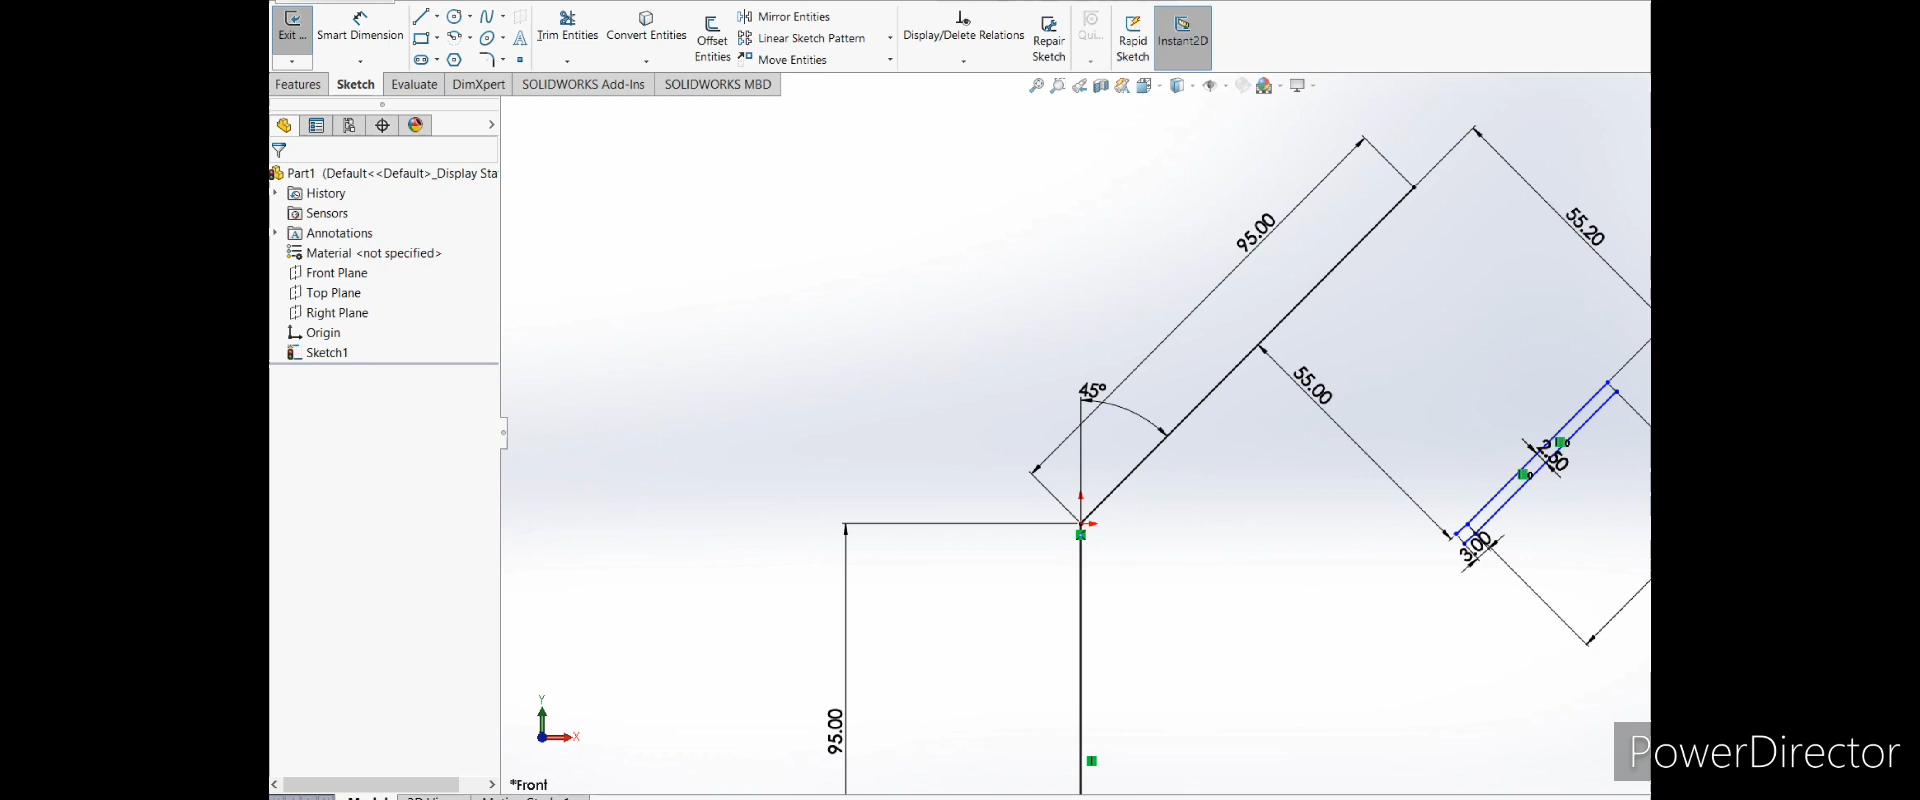 Exit ...
Smart Dimension
Trim Entities
Convert Entities
Offset Entities
Mirror Entities
Linear Sketch Pattern
Move Entities
Display/Delete Relations
Repair Sketch
Qui...
Rapid Sketch
Instant2D
Features
Sketch
Evaluate
DimXpert
SOLIDWORKS Add-Ins
SOLIDWORKS MBD
Part1 (Default<<Default>_Display Sta
History
Sensors
Annotations
Material <not specified>
Front Plane
Top Plane
Right Plane
Origin
Sketch1
95.00
55.20
45°
55.00
2.50
3.00
95.00
Y
X
*Front
PowerDirector